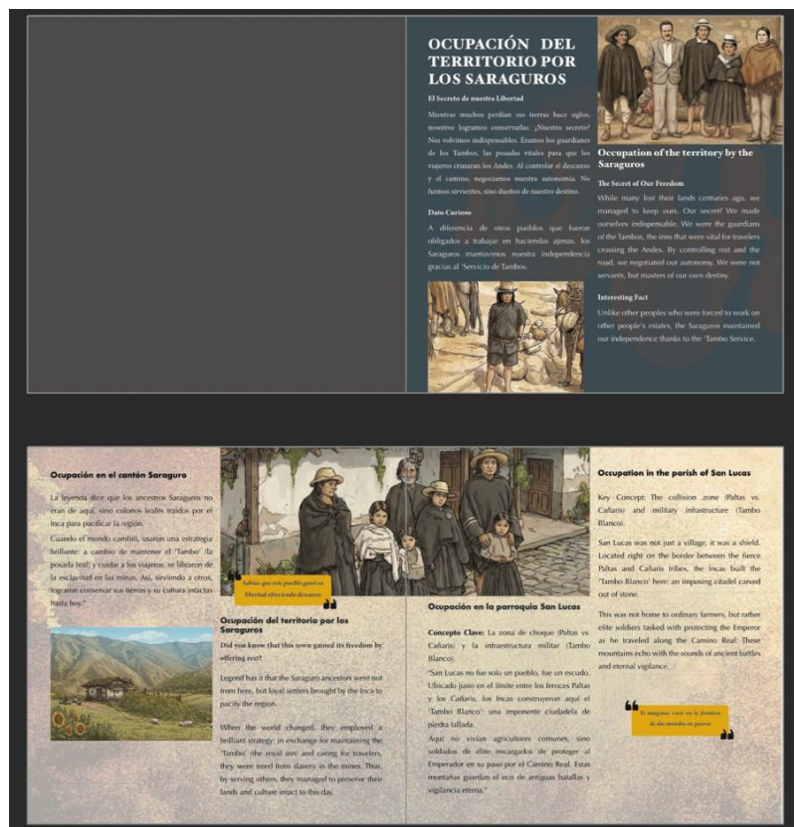 OCUPACIÓN DEL
TERRITORIO POR
LOS SARAGUROS
El Secreto de nuestra Libertad
Mientras muchos perdían sus tierras hace siglos,
nosotros logramos conservarlas. ¿Nuestro secreto?
Nos volvimos indispensables. Éramos los guardianes
de los Tambos, las posadas vitales para que los
viajeros cruzaran los Andes. Al controlar el descanso
y el camino, negociamos nuestra autonomía. No
fuimos sirvientes, sino dueños de nuestro destino.
Dato Curioso
A diferencia de otros pueblos que fueron
obligados a trabajar en haciendas ajenas, los
Saraguros mantuvimos nuestra independencia
gracias al 'Servicio de Tambos.
Occupation of the territory by the
Saraguros
The Secret of Our Freedom
While many lost their lands centuries ago, we
managed to keep ours. Our secret? We made
ourselves indispensable. We were the guardians
of the Tambos, the inns that were vital for travelers
crossing the Andes. By controlling rest and the
road, we negotiated our autonomy. We were not
servants, but masters of our own destiny.
Interesting Fact
Unlike other peoples who were forced to work on
other people's estates, the Saraguros maintained
our independence thanks to the 'Tambo Service.
Ocupación en el cantón Saraguro
La leyenda dice que los ancestros Saraguros no
eran de aquí, sino colonos leales traídos por el
Inca para pacificar la región.
Cuando el mundo cambió, usaron una estrategia
brillante: a cambio de mantener el 'Tambo' (la
posada real) y cuidar a los viajeros, se libraron de
la esclavitud en las minas. Así, sirviendo a otros,
lograron conservar sus tierras y su cultura intactas
hasta hoy."
Sabías que este pueblo ganó su
libertad ofreciendo descanso
Ocupación del territorio por los
Saraguros
Did you know that this town gained its freedom by
offering rest?
Legend has it that the Saraguro ancestors were not
from here, but loyal settlers brought by the Inca to
pacify the region.
When the world changed, they employed a
brilliant strategy: in exchange for maintaining the
'Tambo' (the royal inn) and caring for travelers,
they were freed from slavery in the mines. Thus,
by serving others, they managed to preserve their
lands and culture intact to this day.
Ocupación en la parroquia San Lucas
Concepto Clave: La zona de choque (Paltas vs.
Cañaris) y la infraestructura militar (Tambo
Blanco).
"San Lucas no fue solo un pueblo, fue un escudo.
Ubicado justo en el límite entre los feroces Paltas
y los Cañaris, los Incas construyeron aquí el
'Tambo Blanco': una imponente ciudadela de
piedra tallada.
Aquí no vivían agricultores comunes, sino
soldados de élite encargados de proteger al
Emperador en su paso por el Camino Real. Estas
montañas guardan el eco de antiguas batallas y
vigilancia eterna."
Occupation in the parish of San Lucas
Key Concept: The collision zone (Paltas vs.
Cañaris) and military infrastructure (Tambo
Blanco).
San Lucas was not just a village, it was a shield.
Located right on the border between the fierce
Paltas and Cañaris tribes, the Incas built the
'Tambo Blanco' here: an imposing citadel carved
out of stone.
This was not home to ordinary farmers, but rather
elite soldiers tasked with protecting the Emperor
as he traveled along the Camino Real. These
mountains echo with the sounds of ancient battles
and eternal vigilance.
Te imaginas vivir en la frontera
de dos mundos en guerra